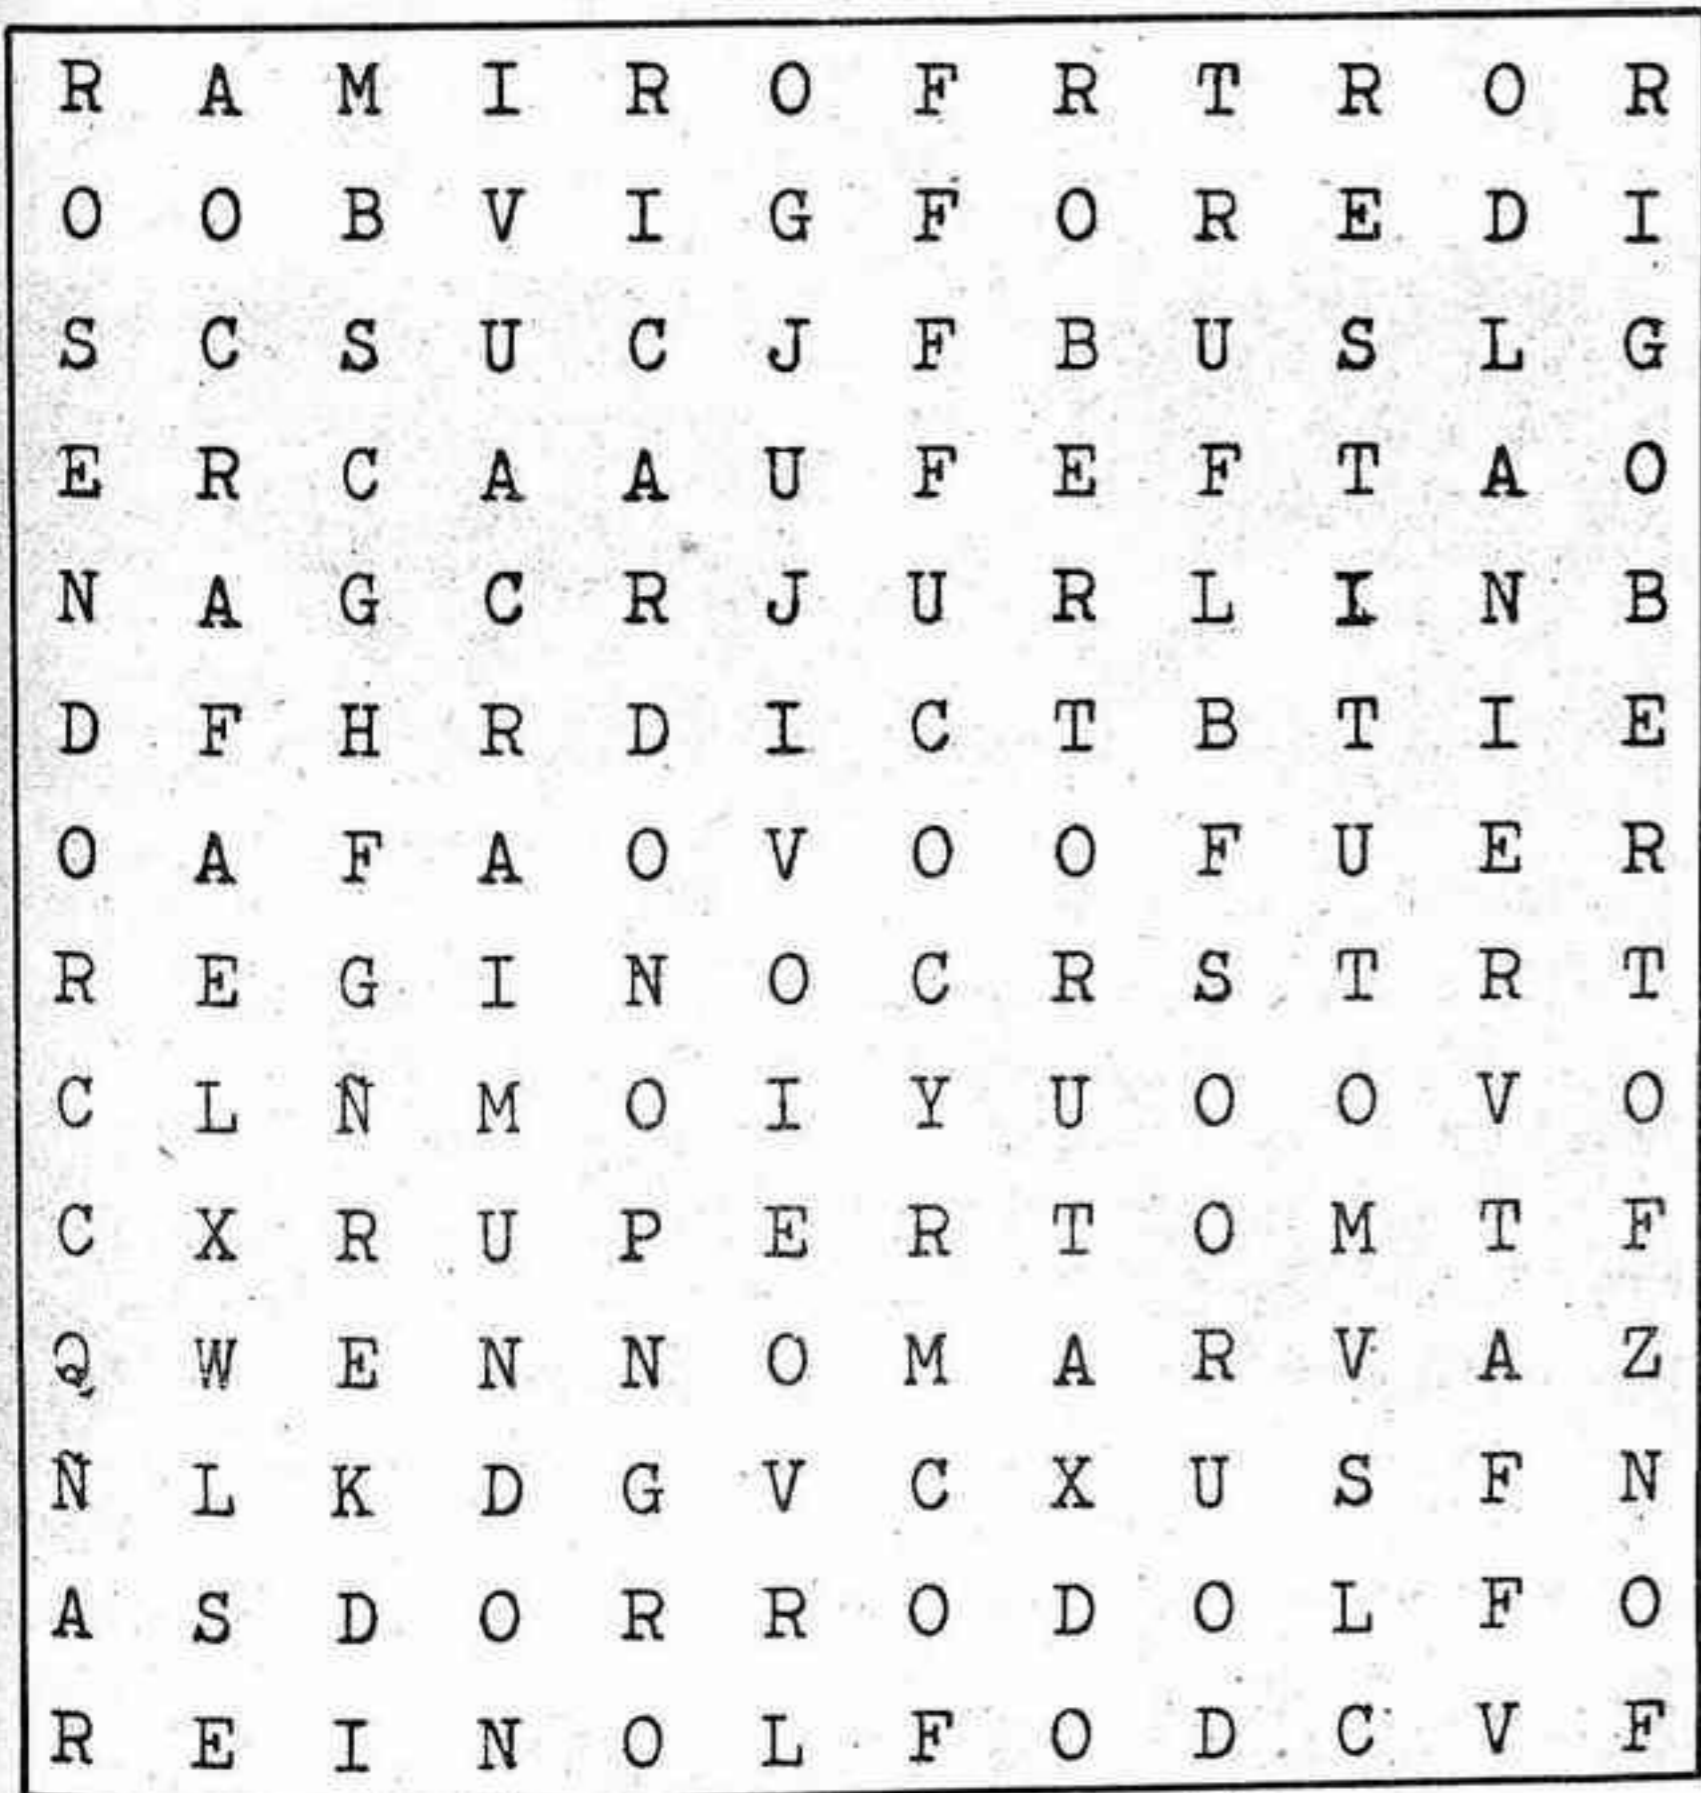 R A M I R O F R T R O R
O O B V I G F O R E D I
S C S U C J F B U S L G
E R C A A U F E F T A O
N A G C R J U R L I N B
D F H R D I C T B T I E
O A F A O V O O F U E R
R E G I N O C R S T R T
C L Ñ M O I Y U O O V O
C X R U P E R T O M T F
Q W E N N O M A R V A Z
Ñ L K D G V C X U S F N
A S D O R R O D O L F O
R E I N O L F O D C V F